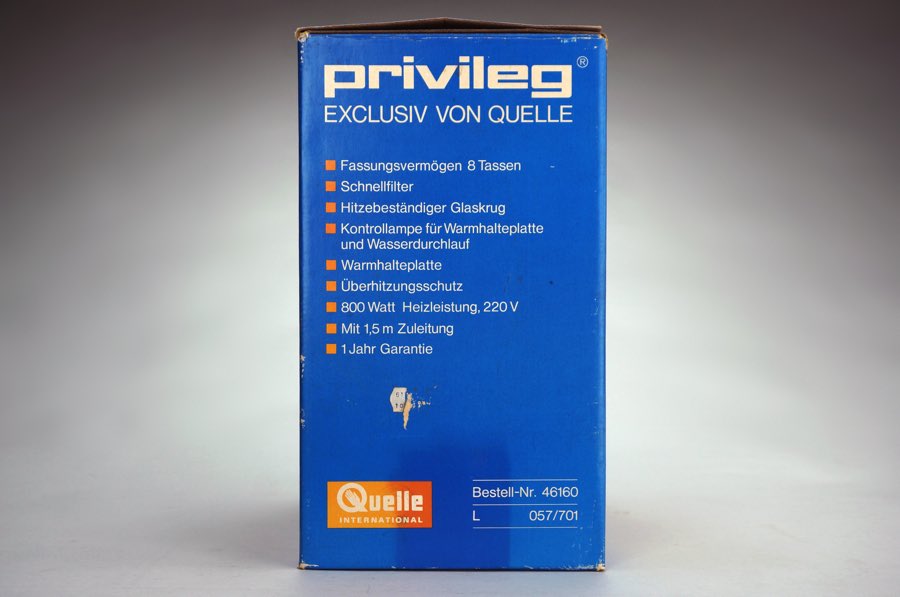 privileg®
EXCLUSIV VON QUELLE
Fassungsvermögen 8 Tassen
Schnellfilter
Hitzebeständiger Glaskrug
Kontrollampe für Warmhalteplatte
und Wasserdurchlauf
Warmhalteplatte
Überhitzungsschutz
800 Watt Heizleistung, 220 V
Mit 1,5 m Zuleitung
1 Jahr Garantie
Quelle
INTERNATIONAL
Bestell-Nr. 46160
L 057/701